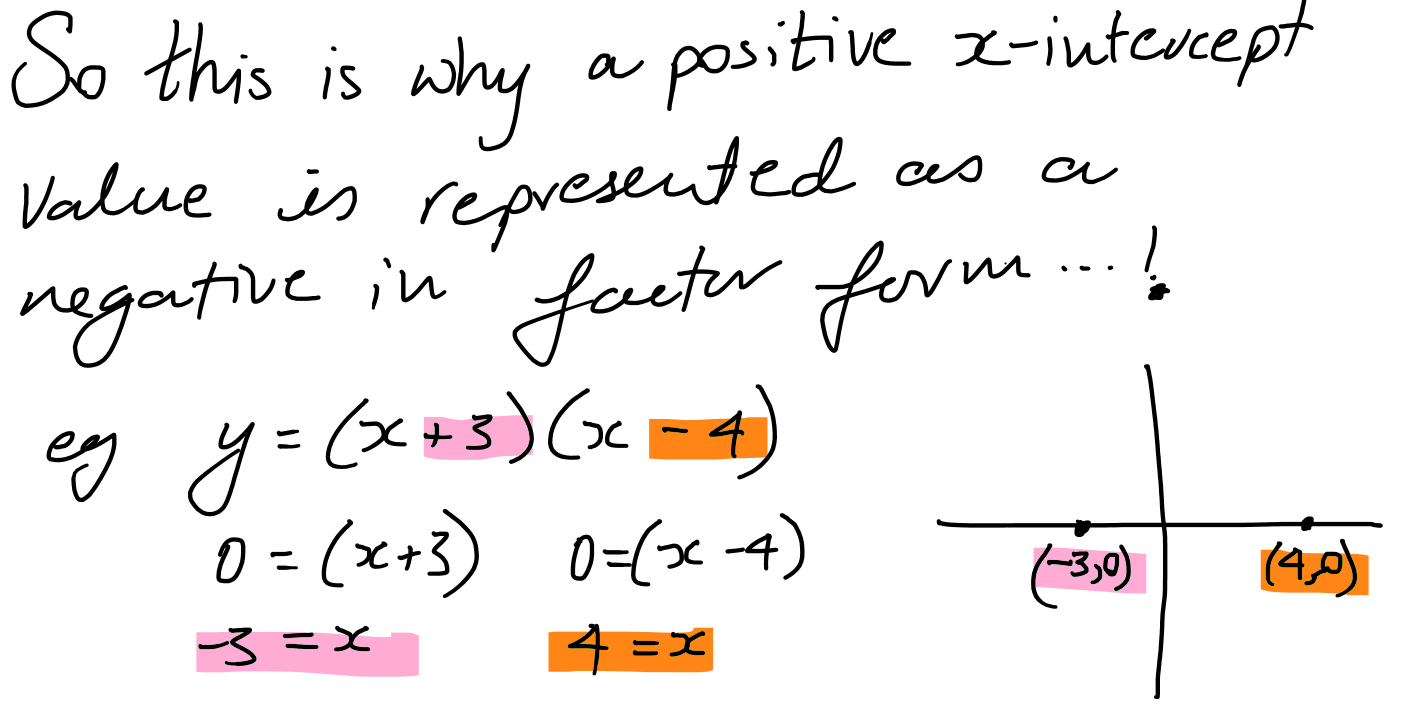 So this is why a positive x-intercept
value is represented as a
negative in factor form...!
eg y = (x+3)(x - 4)
0 = (x+3) 0=(x -4)
-3 = x 4 = x
(-3,0) (4,0)